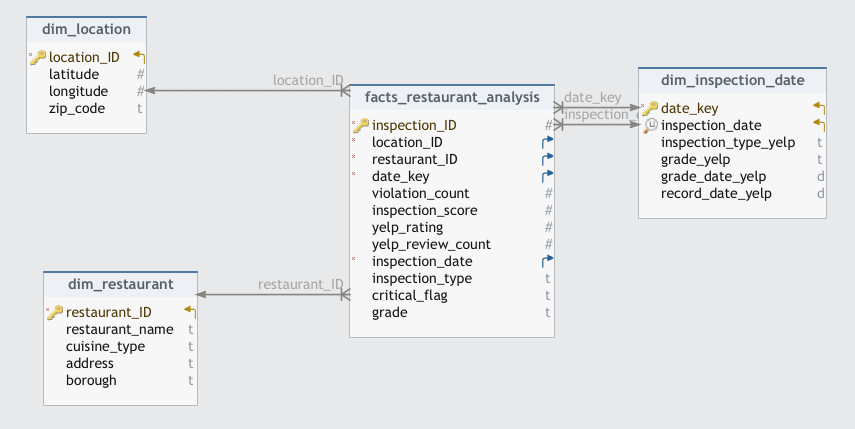 dim_location
location_ID
latitude #
longitude #
zip_code t
location_ID
facts_restaurant_analysis
inspection_ID #
location_ID
restaurant_ID
date_key
violation_count #
inspection_score #
yelp_rating #
yelp_review_count #
inspection_date
inspection_type t
critical_flag t
grade t
date_key
dim_inspection_date
date_key
u inspection_date
inspection_type_yelp t
grade_yelp t
grade_date_yelp d
record_date_yelp d
restaurant_ID
dim_restaurant
restaurant_ID
restaurant_name t
cuisine_type t
address t
borough t